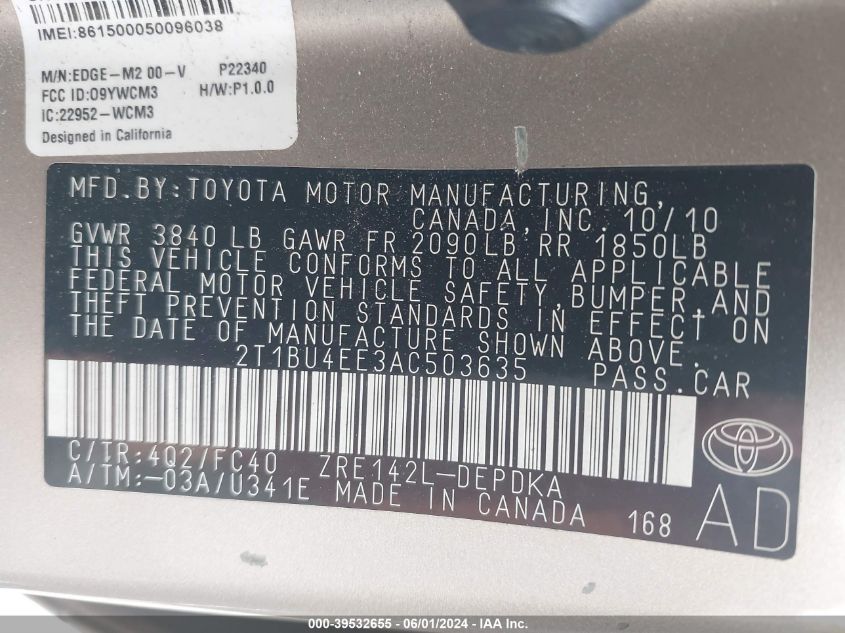 IMEI:861500050096038
M/N:EDGE-M2 00-V P22340
FCC ID:O9YWCM3 H/W:P1.0.0
IC:22952-WCM3
Designed in California
MFD.BY:TOYOTA MOTOR MANUFACTURING,
CANADA,INC. 10/10
GVWR 3840 LB GAWR FR 2090LB RR 1850LB
THIS VEHICLE CONFORMS TO ALL APPLICABLE
FEDERAL MOTOR VEHICLE SAFETY,BUMPER,AND
THEFT PREVENTION STANDARDS IN EFFECT ON
THE DATE OF MANUFACTURE SHOWN ABOVE.
2T1BU4EE3AC503635 PASS.CAR
C/TR:4Q2/FC40 ZRE142L-DEPDKA
A/TM:-03A/U341E MADE IN CANADA 168 AD
000-39532655 - 06/01/2024 - IAA Inc.